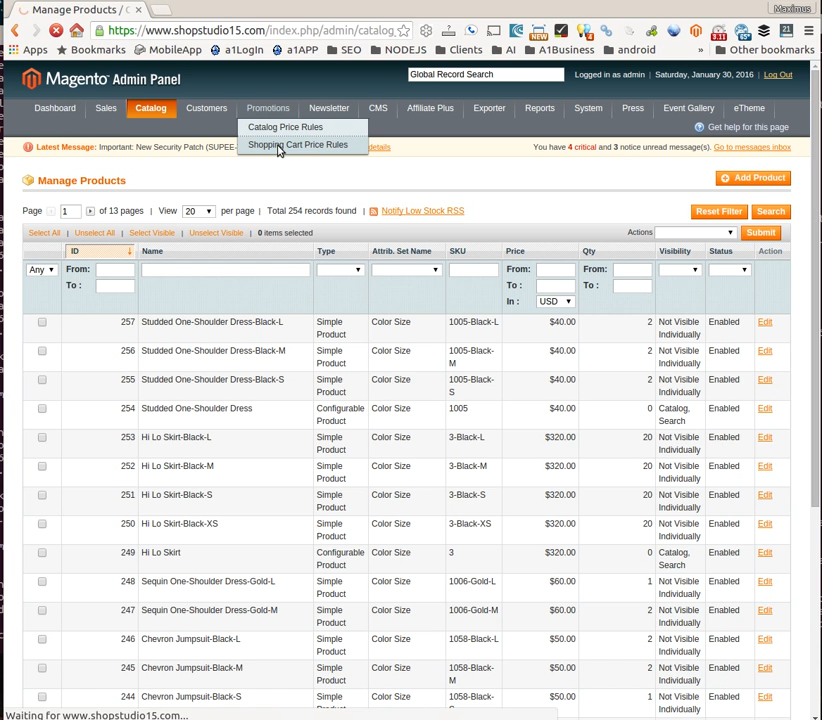 Maximus
Manage Products / C
https://www.shopstudio15.com/index.php/admin/catalog_
NEW 3.11 65° 4 21
Apps Bookmarks MobileApp a1LogIn a1APP SEO NODEJS Clients AI A1Business android » Other bookmarks
Magento Admin Panel
Global Record Search
Logged in as admin | Saturday, January 30, 2016 | Log Out
Dashboard Sales Catalog Customers Promotions Newsletter CMS Affiliate Plus Exporter Reports System Press Event Gallery eTheme
Catalog Price Rules
Get help for this page
Shopping Cart Price Rules
Latest Message: Important: New Security Patch (SUPEE- details
You have 4 critical and 3 notice unread message(s). Go to messages inbox
Manage Products
Add Product
Page 1 of 13 pages | View 20 per page | Total 254 records found | Notify Low Stock RSS
Reset Filter Search
Select All | Unselect All | Select Visible | Unselect Visible | 0 items selected
Actions Submit
ID Name Type Attrib. Set Name SKU Price Qty Visibility Status Action
Any From: From: From:
To : To : To :
In : USD
257 Studded One-Shoulder Dress-Black-L Simple Product Color Size 1005-Black-L $40.00 2 Not Visible Individually Enabled Edit
256 Studded One-Shoulder Dress-Black-M Simple Product Color Size 1005-Black-M $40.00 2 Not Visible Individually Enabled Edit
255 Studded One-Shoulder Dress-Black-S Simple Product Color Size 1005-Black-S $40.00 2 Not Visible Individually Enabled Edit
254 Studded One-Shoulder Dress Configurable Product Color Size 1005 $40.00 0 Catalog, Search Enabled Edit
253 Hi Lo Skirt-Black-L Simple Product Color Size 3-Black-L $320.00 20 Not Visible Individually Enabled Edit
252 Hi Lo Skirt-Black-M Simple Product Color Size 3-Black-M $320.00 20 Not Visible Individually Enabled Edit
251 Hi Lo Skirt-Black-S Simple Product Color Size 3-Black-S $320.00 20 Not Visible Individually Enabled Edit
250 Hi Lo Skirt-Black-XS Simple Product Color Size 3-Black-XS $320.00 20 Not Visible Individually Enabled Edit
249 Hi Lo Skirt Configurable Product Color Size 3 $320.00 0 Catalog, Search Enabled Edit
248 Sequin One-Shoulder Dress-Gold-L Simple Product Color Size 1006-Gold-L $60.00 1 Not Visible Individually Enabled Edit
247 Sequin One-Shoulder Dress-Gold-M Simple Product Color Size 1006-Gold-M $60.00 2 Not Visible Individually Enabled Edit
246 Chevron Jumpsuit-Black-L Simple Product Color Size 1058-Black-L $50.00 2 Not Visible Individually Enabled Edit
245 Chevron Jumpsuit-Black-M Simple Product Color Size 1058-Black-M $50.00 2 Not Visible Individually Enabled Edit
244 Chevron Jumpsuit-Black-S Simple Color Size 1058-Black- $50.00 1 Not Visible Enabled Edit
Waiting for www.shopstudio15.com...